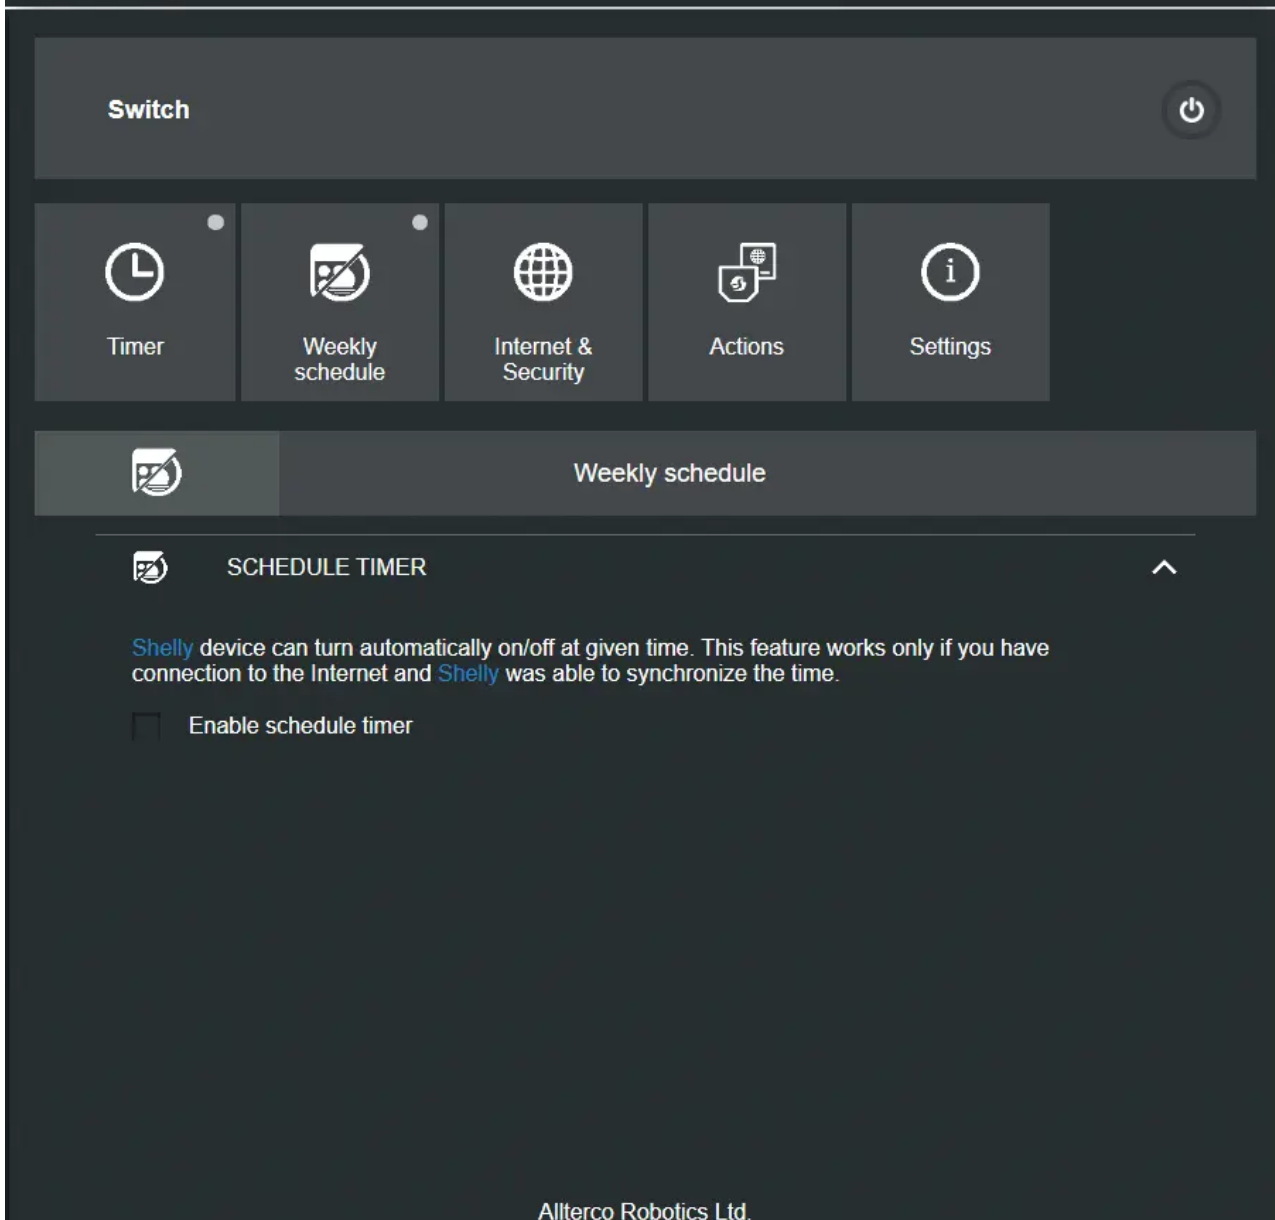 Switch
Timer
Weekly
schedule
Internet &
Security
Actions
Settings
Weekly schedule
SCHEDULE TIMER
Shelly device can turn automatically on/off at given time. This feature works only if you have
connection to the Internet and Shelly was able to synchronize the time.
Enable schedule timer
Allterco Robotics Ltd.